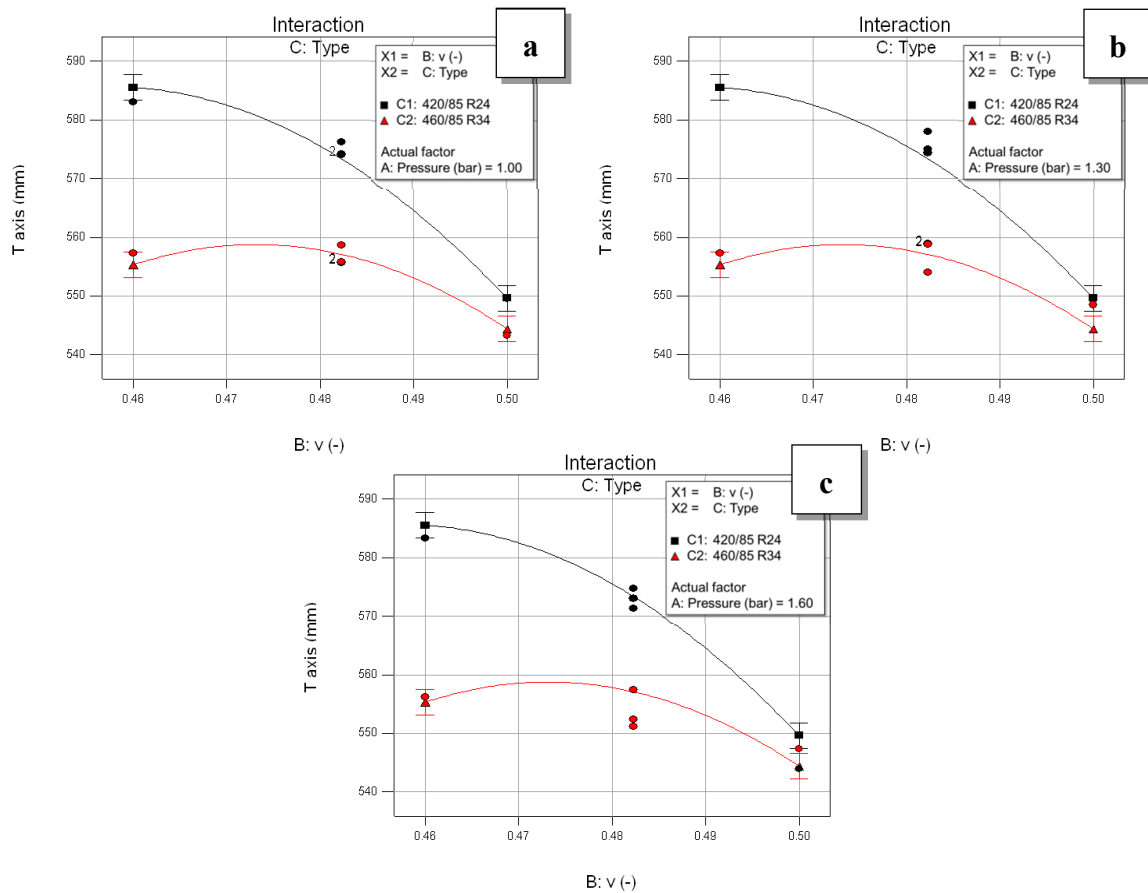 Interaction
C: Type
a
X1 = B: v (-)
X2 = C: Type
C1: 420/85 R24
C2: 460/85 R34
Actual factor
A: Pressure (bar) = 1.00
T axis (mm)
590
580
570
560
550
540
2
2
0.46 0.47 0.48 0.49 0.50
B: v (-)
Interaction
C: Type
b
X1 = B: v (-)
X2 = C: Type
C1: 420/85 R24
C2: 460/85 R34
Actual factor
A: Pressure (bar) = 1.30
T axis (mm)
590
580
570
560
550
540
2
0.46 0.47 0.48 0.49 0.50
B: v (-)
Interaction
C: Type
c
X1 = B: v (-)
X2 = C: Type
C1: 420/85 R24
C2: 460/85 R34
Actual factor
A: Pressure (bar) = 1.60
T axis (mm)
590
580
570
560
550
540
0.46 0.47 0.48 0.49 0.50
B: v (-)